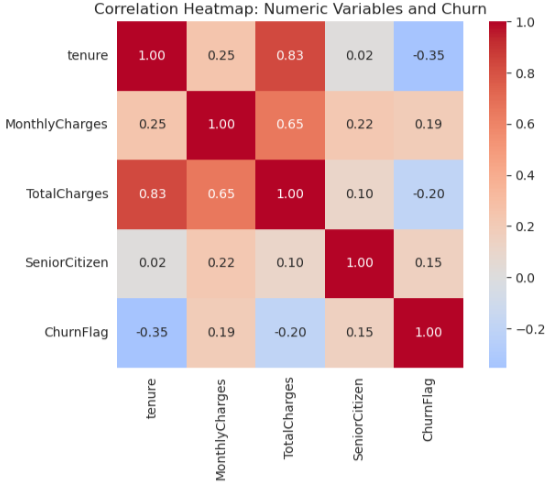 Correlation Heatmap: Numeric Variables and Churn
tenure 1.00 0.25 0.83 0.02 -0.35
MonthlyCharges 0.25 1.00 0.65 0.22 0.19
TotalCharges 0.83 0.65 1.00 0.10 -0.20
SeniorCitizen 0.02 0.22 0.10 1.00 0.15
ChurnFlag -0.35 0.19 -0.20 0.15 1.00
tenure
MonthlyCharges
TotalCharges
SeniorCitizen
ChurnFlag
1.0
0.8
0.6
0.4
0.2
0.0
−0.2